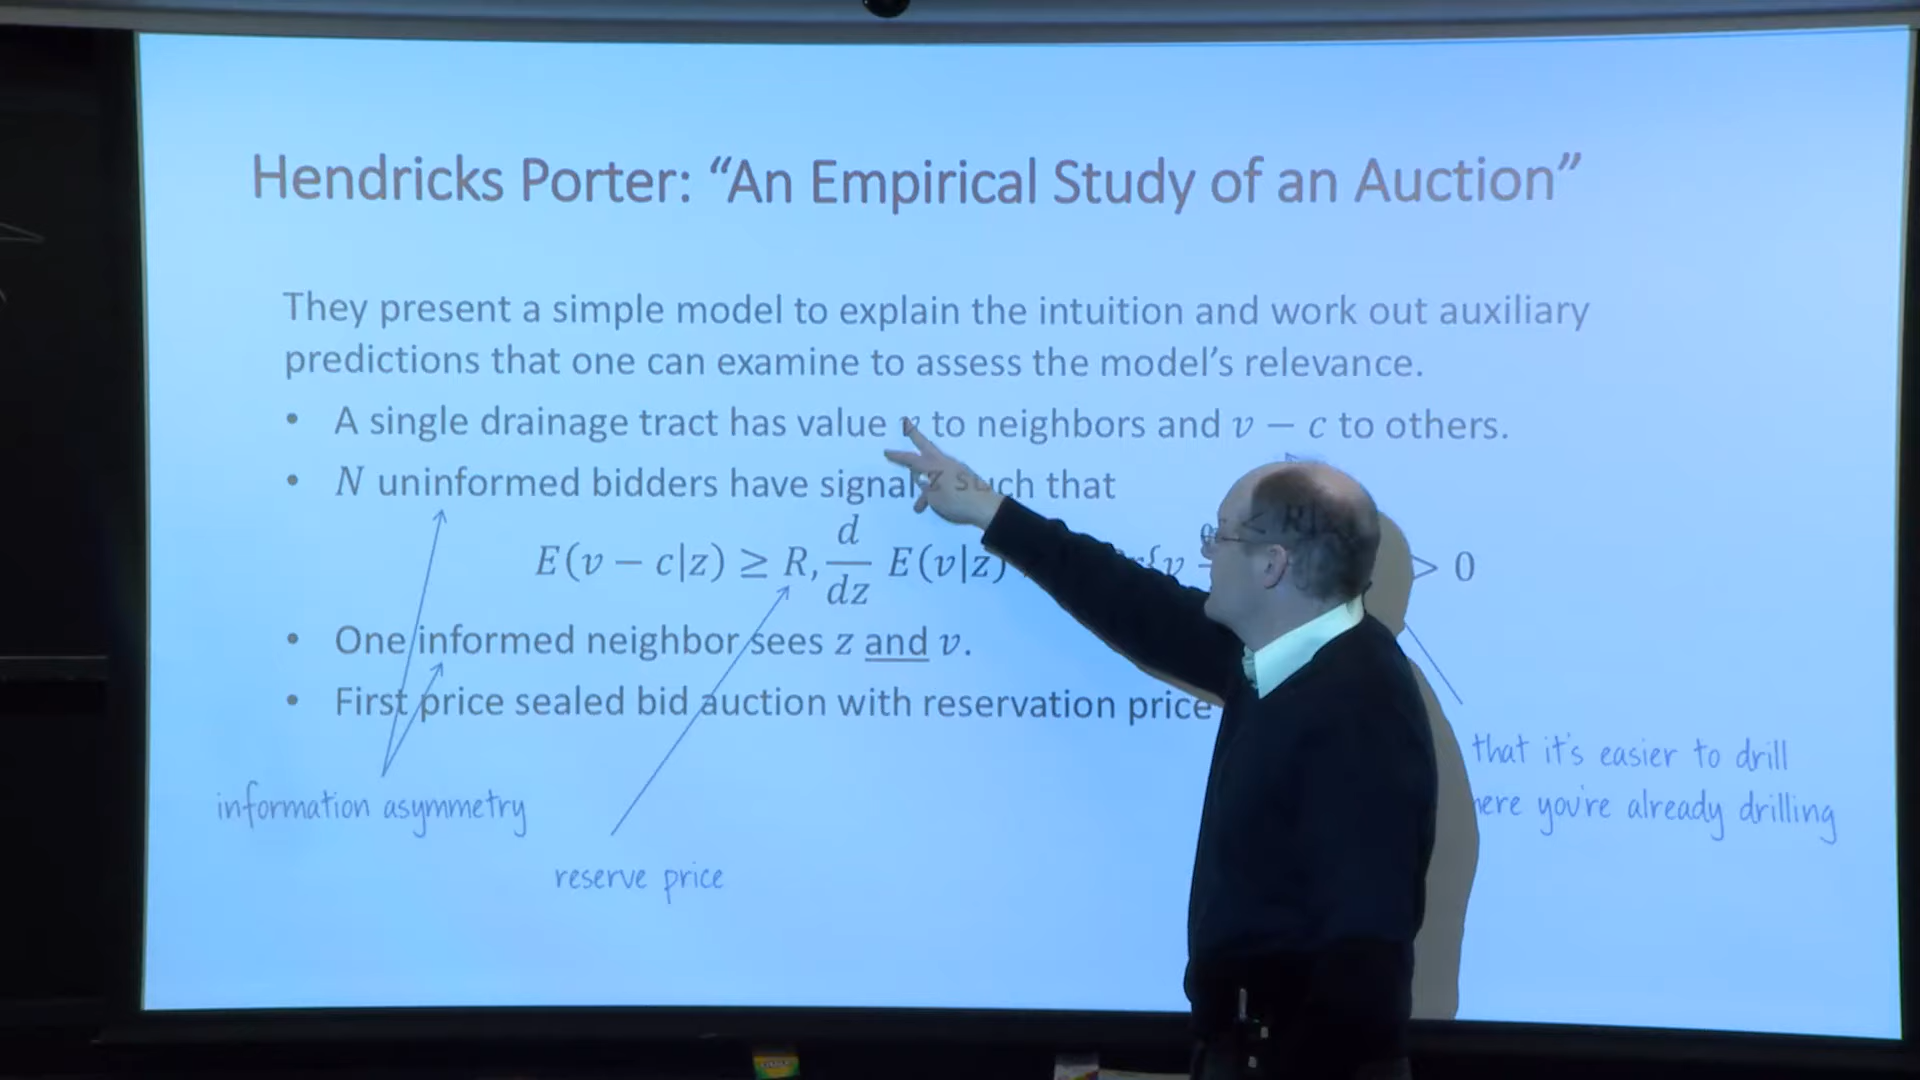 Hendricks Porter: “An Empirical Study of an Auction”
They present a simple model to explain the intuition and work out auxiliary
predictions that one can examine to assess the model’s relevance.
• A single drainage tract has value v to neighbors and v − c to others.
• N uninformed bidders have signal z such that
E(v − c|z) ≥ R, d/dz E(v|z) > 0
• One informed neighbor sees z and v.
• First price sealed bid auction with reservation price
that it's easier to drill
information asymmetry
you're already drilling
reserve price